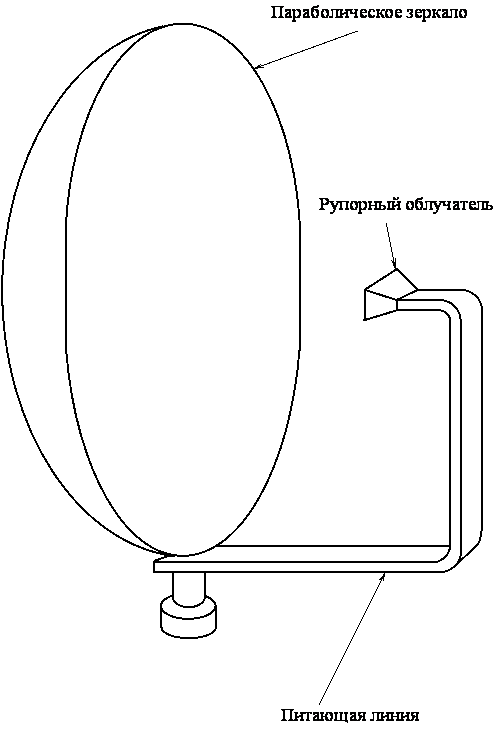 Параболическое зеркало
Рупорный облучатель
Питающая линия